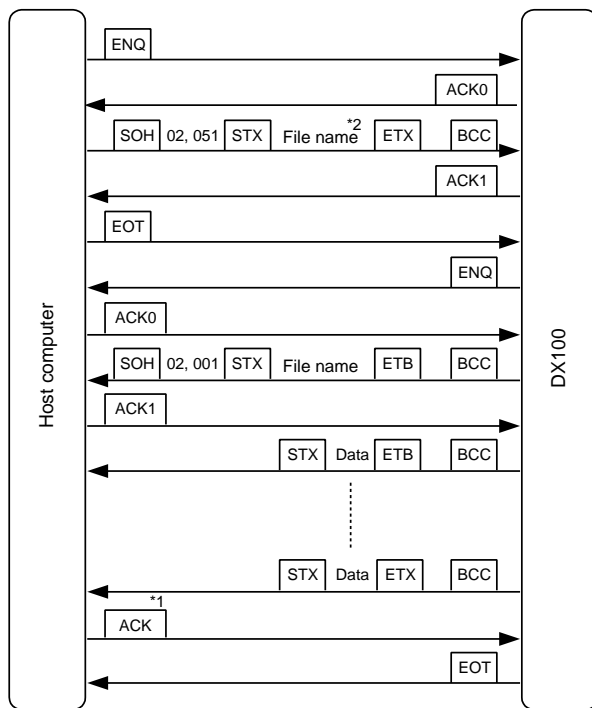 ENQ
ACK0
SOH 02, 051 STX File name *2 ETX BCC
ACK1
EOT
ENQ
ACK0
SOH 02, 001 STX File name ETB BCC
ACK1
STX Data ETB BCC
STX Data ETX BCC
*1
ACK
EOT
Host computer
DX100